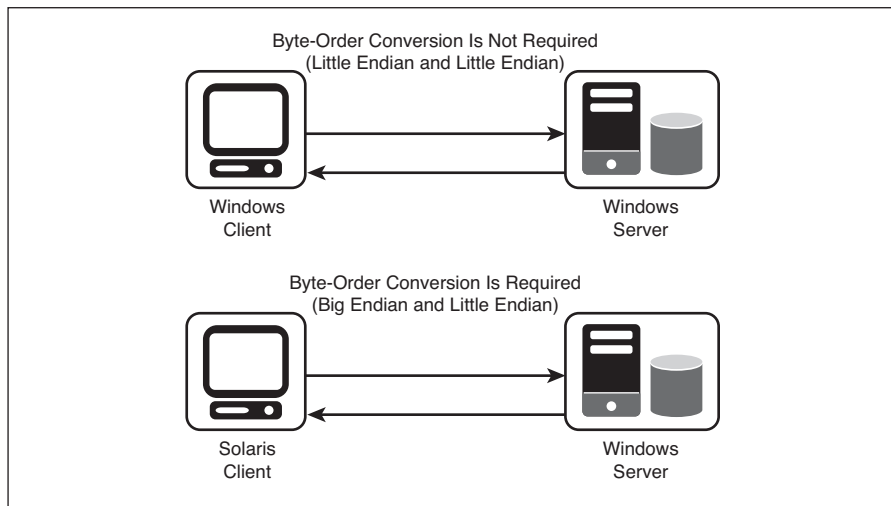 Byte-Order Conversion Is Not Required
(Little Endian and Little Endian)
Windows
Client
Windows
Server
Byte-Order Conversion Is Required
(Big Endian and Little Endian)
Solaris
Client
Windows
Server